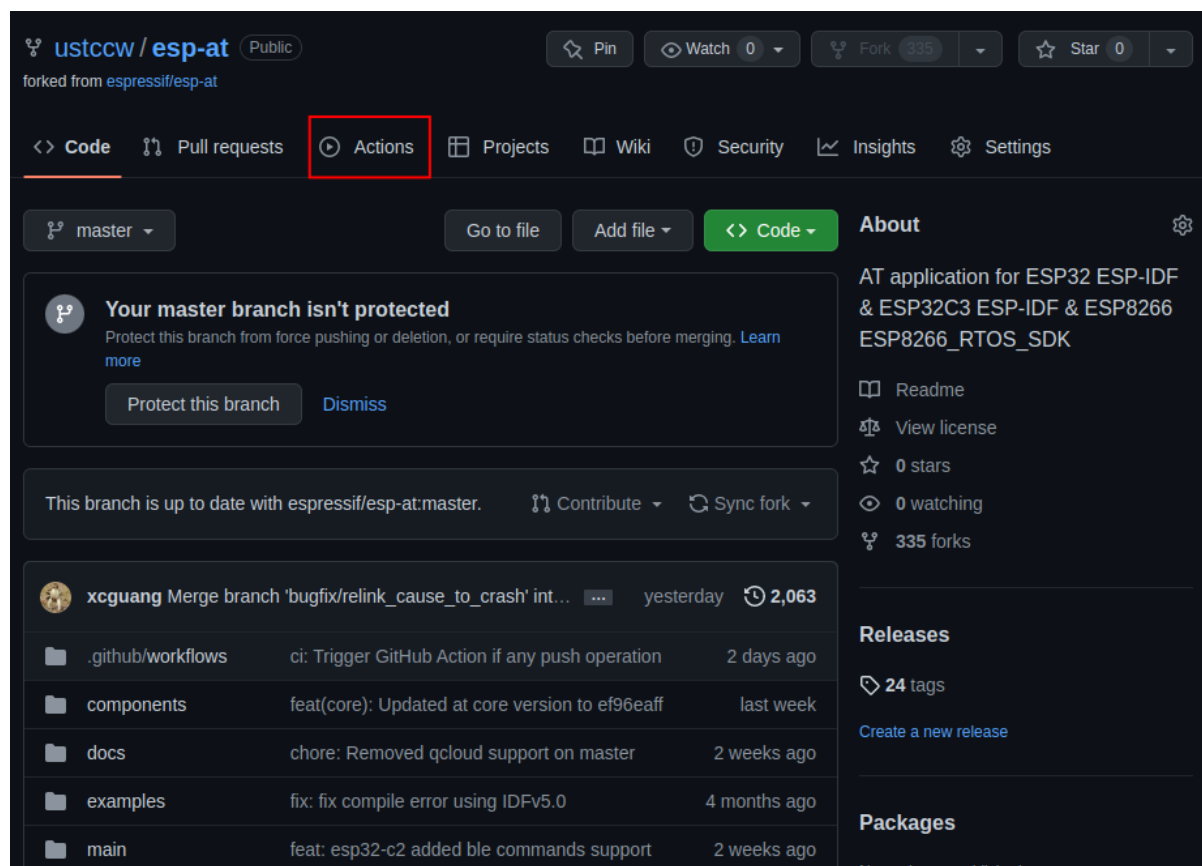 ustccw / esp-at Public
Pin
Watch 0
Fork 335
Star 0
forked from espressif/esp-at
Code
Pull requests
Actions
Projects
Wiki
Security
Insights
Settings
master
Go to file
Add file
Code
Your master branch isn't protected
Protect this branch from force pushing or deletion, or require status checks before merging. Learn
more
Protect this branch
Dismiss
This branch is up to date with espressif/esp-at:master.
Contribute
Sync fork
xcguang Merge branch 'bugfix/relink_cause_to_crash' int… ... yesterday 2,063
.github/workflows ci: Trigger GitHub Action if any push operation 2 days ago
components feat(core): Updated at core version to ef96eaff last week
docs chore: Removed qcloud support on master 2 weeks ago
examples fix: fix compile error using IDFv5.0 4 months ago
main feat: esp32-c2 added ble commands support 2 weeks ago
About
AT application for ESP32 ESP-IDF
& ESP32C3 ESP-IDF & ESP8266
ESP8266_RTOS_SDK
Readme
View license
0 stars
0 watching
335 forks
Releases
24 tags
Create a new release
Packages